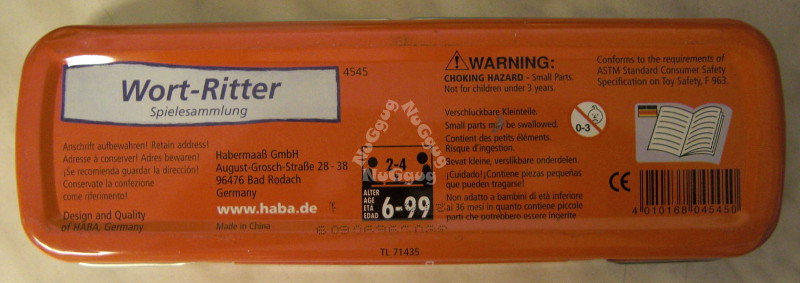 Wort-Ritter
Spielesammlung
4545
Anschrift aufbewahren! Retain address!
Adresse à conserver! Adres bewaren!
¡Se recomienda guardar la dirección!
Conservate la confezione
come riferimento!
Design and Quality
of HABA, Germany
Habermaaß GmbH
August-Grosch-Straße 28 - 38
96476 Bad Rodach
Germany
www.haba.de
Made in China
2-4
ALTER
AGE
ETÀ
EDAD
6-99
NuGgug
NuGgug
NuGgug
NuGgug
TL 71435
WARNING:
CHOKING HAZARD - Small Parts.
Not for children under 3 years.
Verschluckbare Kleinteile.
Small parts may be swallowed.
Contient des petits éléments.
Risque d'ingestion.
Bevat kleine, verslikbare onderdelen.
¡Cuidado! ¡Contiene piezas pequeñas
que pueden tragarse!
Non adatto a bambini di età inferiore
ai 36 mesi in quanto contiene piccole
parti che potrebbero essere ingerite
0-3
Conforms to the requirements of
ASTM Standard Consumer Safety
Specification on Toy Safety, F 963.
CE
4 010168 045450